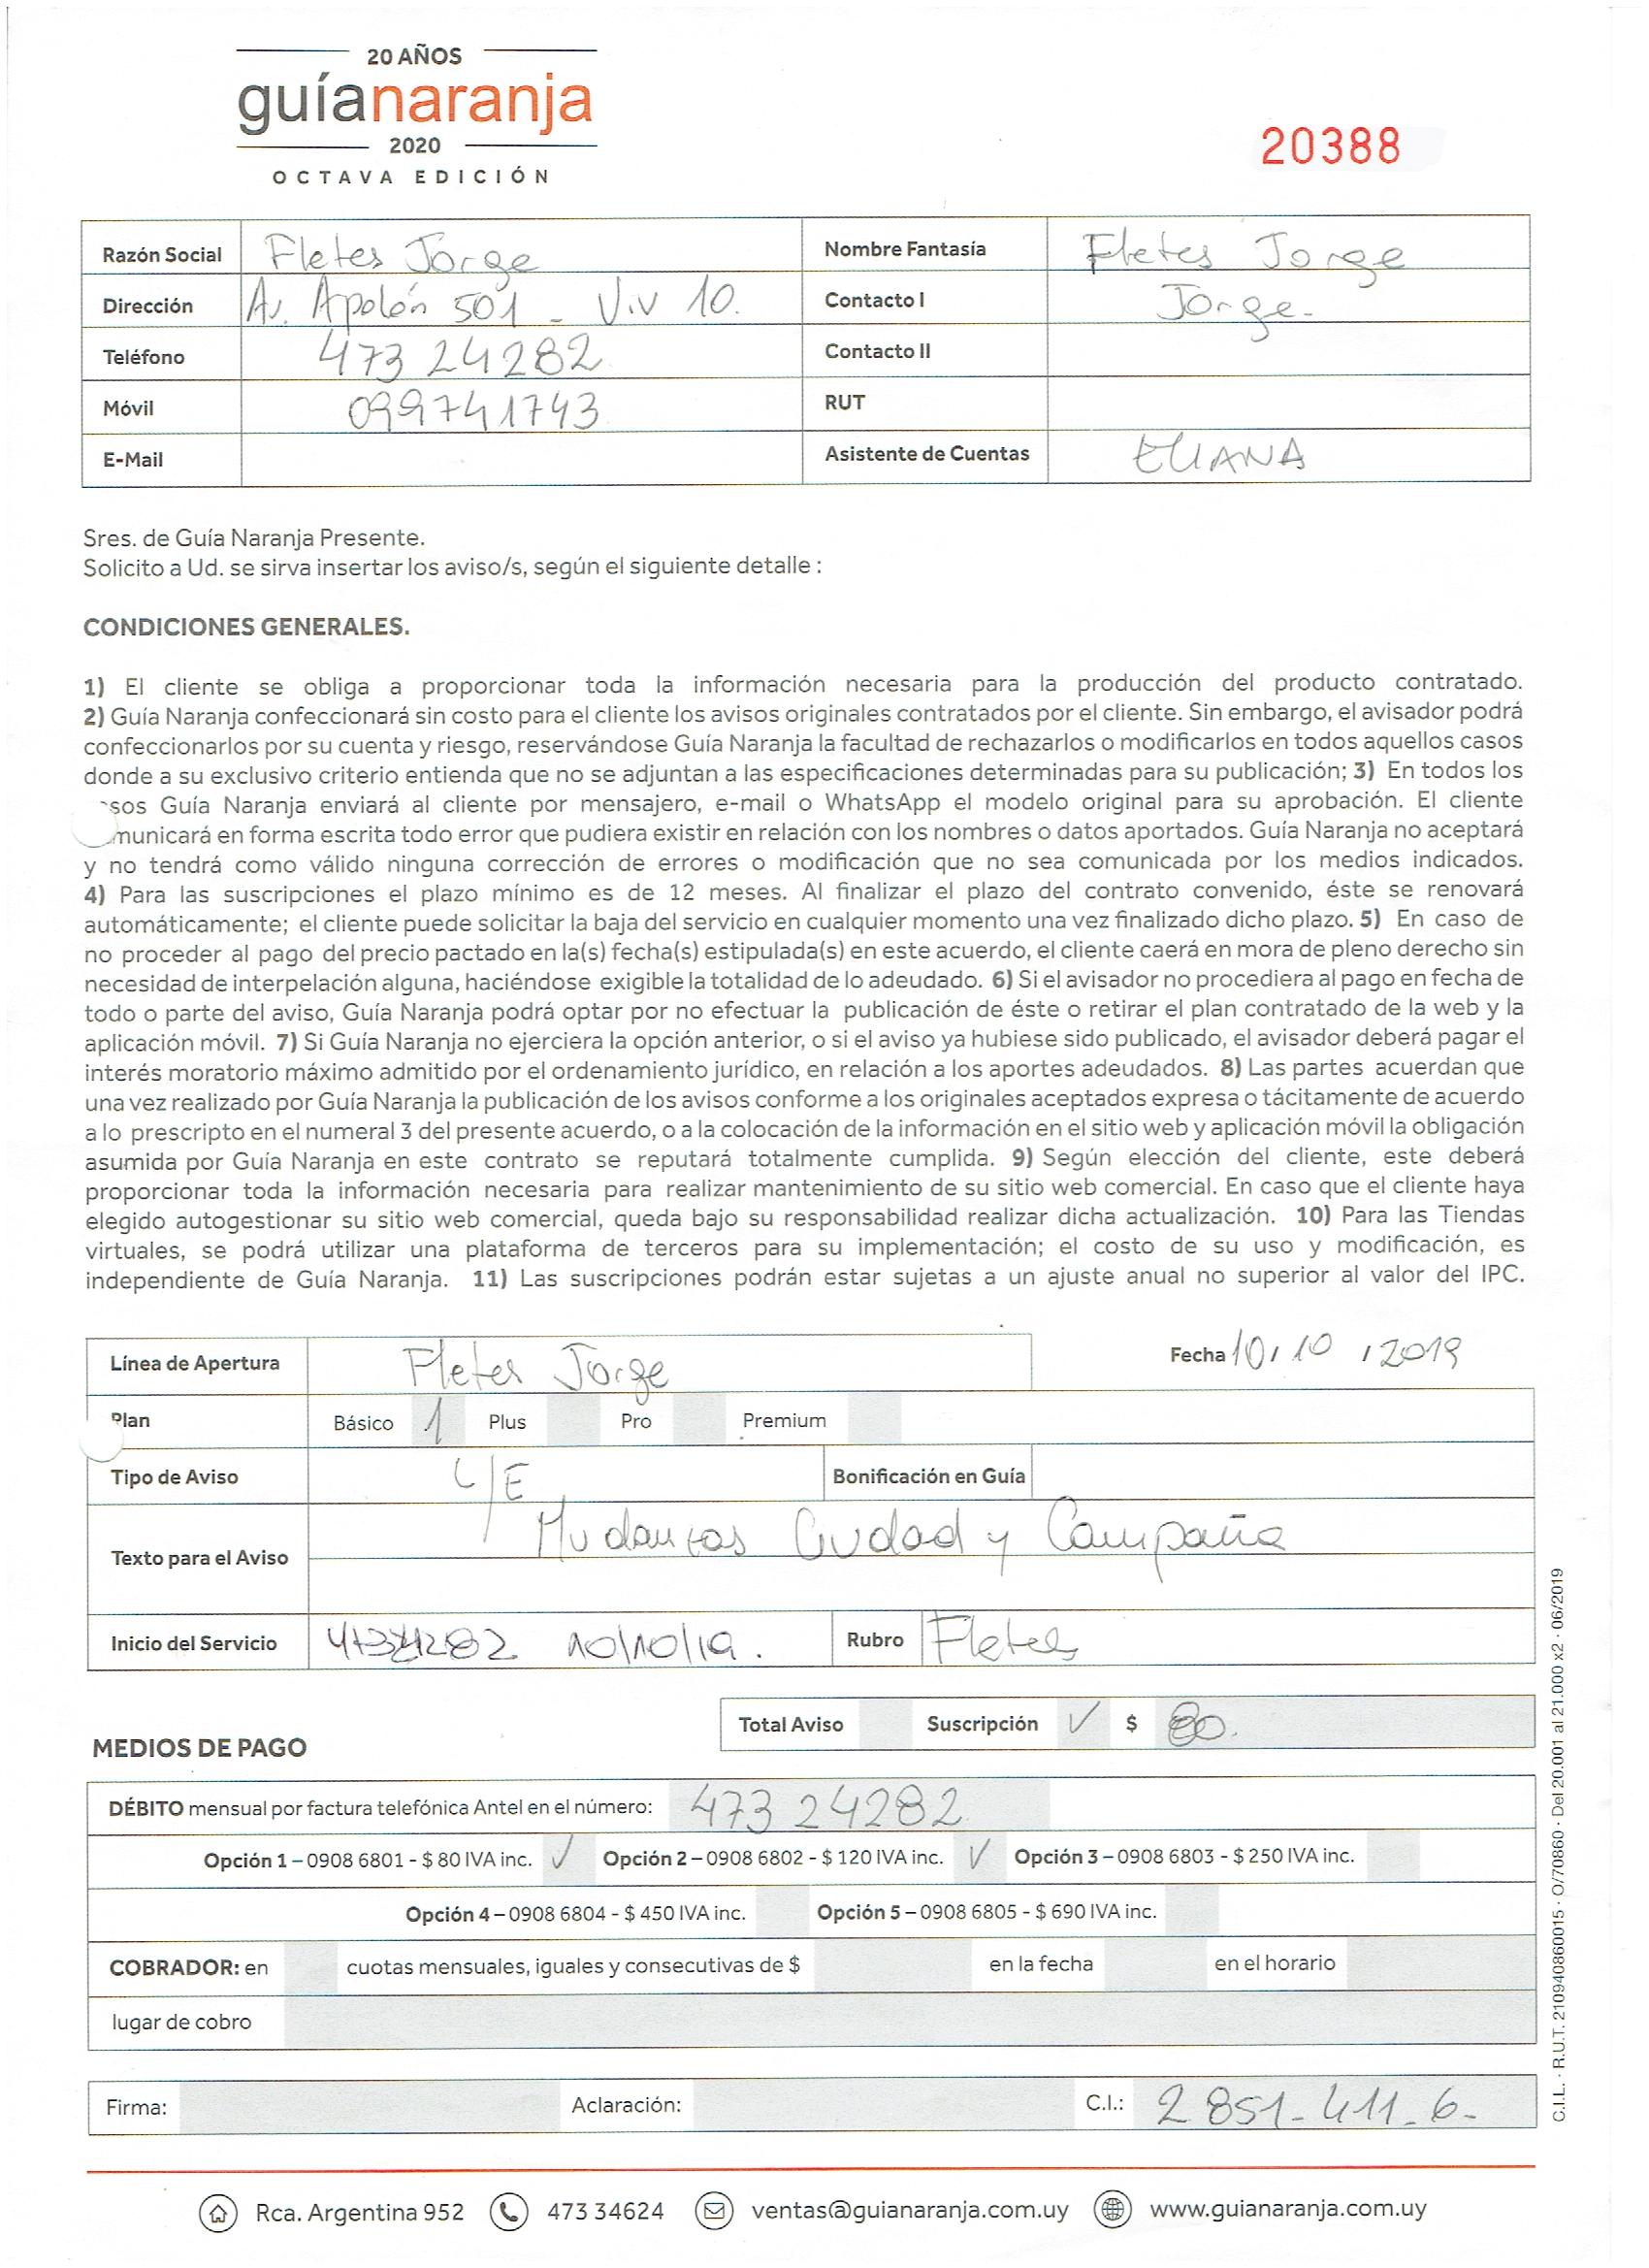 20 AÑOS
guíanaranja
2020
OCTAVA EDICIÓN
20388
Razón Social Fletes Jorge Nombre Fantasía Fletes Jorge
Dirección Av. Apolón 501 - Viv 10. Contacto I Jorge.
Teléfono 473 24282 Contacto II
Móvil 099741743 RUT
E-Mail Asistente de Cuentas ELIANA
Sres. de Guía Naranja Presente.
Solicito a Ud. se sirva insertar los aviso/s, según el siguiente detalle :
CONDICIONES GENERALES.
1) El cliente se obliga a proporcionar toda la información necesaria para la producción del producto contratado.
2) Guía Naranja confeccionará sin costo para el cliente los avisos originales contratados por el cliente. Sin embargo, el avisador podrá
confeccionarlos por su cuenta y riesgo, reservándose Guía Naranja la facultad de rechazarlos o modificarlos en todos aquellos casos
donde a su exclusivo criterio entienda que no se adjuntan a las especificaciones determinadas para su publicación; 3) En todos los
sos Guía Naranja enviará al cliente por mensajero, e-mail o WhatsApp el modelo original para su aprobación. El cliente
municará en forma escrita todo error que pudiera existir en relación con los nombres o datos aportados. Guía Naranja no aceptará
y no tendrá como válido ninguna corrección de errores o modificación que no sea comunicada por los medios indicados.
4) Para las suscripciones el plazo mínimo es de 12 meses. Al finalizar el plazo del contrato convenido, éste se renovará
automáticamente; el cliente puede solicitar la baja del servicio en cualquier momento una vez finalizado dicho plazo. 5) En caso de
no proceder al pago del precio pactado en la(s) fecha(s) estipulada(s) en este acuerdo, el cliente caerá en mora de pleno derecho sin
necesidad de interpelación alguna, haciéndose exigible la totalidad de lo adeudado. 6) Si el avisador no procediera al pago en fecha de
todo o parte del aviso, Guía Naranja podrá optar por no efectuar la publicación de éste o retirar el plan contratado de la web y la
aplicación móvil. 7) Si Guía Naranja no ejerciera la opción anterior, o si el aviso ya hubiese sido publicado, el avisador deberá pagar el
interés moratorio máximo admitido por el ordenamiento jurídico, en relación a los aportes adeudados. 8) Las partes acuerdan que
una vez realizado por Guía Naranja la publicación de los avisos conforme a los originales aceptados expresa o tácitamente de acuerdo
a lo prescripto en el numeral 3 del presente acuerdo, o a la colocación de la información en el sitio web y aplicación móvil la obligación
asumida por Guía Naranja en este contrato se reputará totalmente cumplida. 9) Según elección del cliente, este deberá
proporcionar toda la información necesaria para realizar mantenimiento de su sitio web comercial. En caso que el cliente haya
elegido autogestionar su sitio web comercial, queda bajo su responsabilidad realizar dicha actualización. 10) Para las Tiendas
virtuales, se podrá utilizar una plataforma de terceros para su implementación; el costo de su uso y modificación, es
independiente de Guía Naranja. 11) Las suscripciones podrán estar sujetas a un ajuste anual no superior al valor del IPC.
Línea de Apertura Fletes Jorge Fecha 10/10/2019
Plan Básico 1 Plus Pro Premium
Tipo de Aviso L/E Bonificación en Guía
Texto para el Aviso Mudanzas Ciudad y Campaña
Inicio del Servicio 10/10/19. Rubro Fletes
Total Aviso Suscripción ✓ $ 80.
MEDIOS DE PAGO
DÉBITO mensual por factura telefónica Antel en el número: 473 24282
Opción 1 – 0908 6801 - $ 80 IVA inc. ✓ Opción 2 – 0908 6802 - $ 120 IVA inc. ✓ Opción 3 – 0908 6803 - $ 250 IVA inc.
Opción 4 – 0908 6804 - $ 450 IVA inc. Opción 5 – 0908 6805 - $ 690 IVA inc.
COBRADOR: en cuotas mensuales, iguales y consecutivas de $ en la fecha en el horario
lugar de cobro
Firma: Aclaración: C.I.: 2 851-411-6-
C.I.L. · R.U.T. 210940860015 · O/70860 · Del 20.001 al 21.000 x2 · 06/2019
Rca. Argentina 952 473 34624 ventas@guianaranja.com.uy www.guianaranja.com.uy